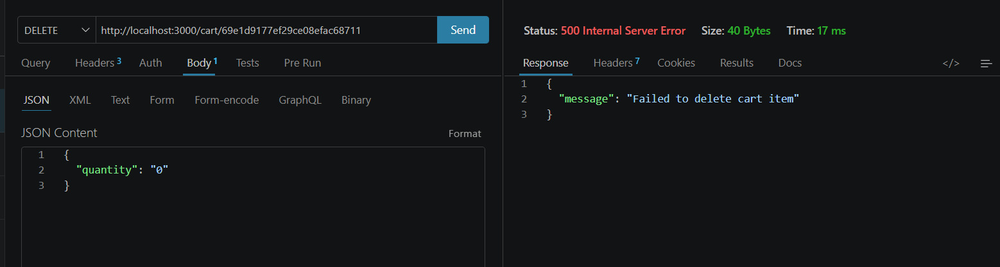 DELETE http://localhost:3000/cart/69e1d9177ef29ce08efac68711 Send
Query Headers 3 Auth Body 1 Tests Pre Run
JSON XML Text Form Form-encode GraphQL Binary
JSON Content Format
1 {
2 "quantity": "0"
3 }
Status: 500 Internal Server Error Size: 40 Bytes Time: 17 ms
Response Headers 7 Cookies Results Docs </>
1 {
2 "message": "Failed to delete cart item"
3 }